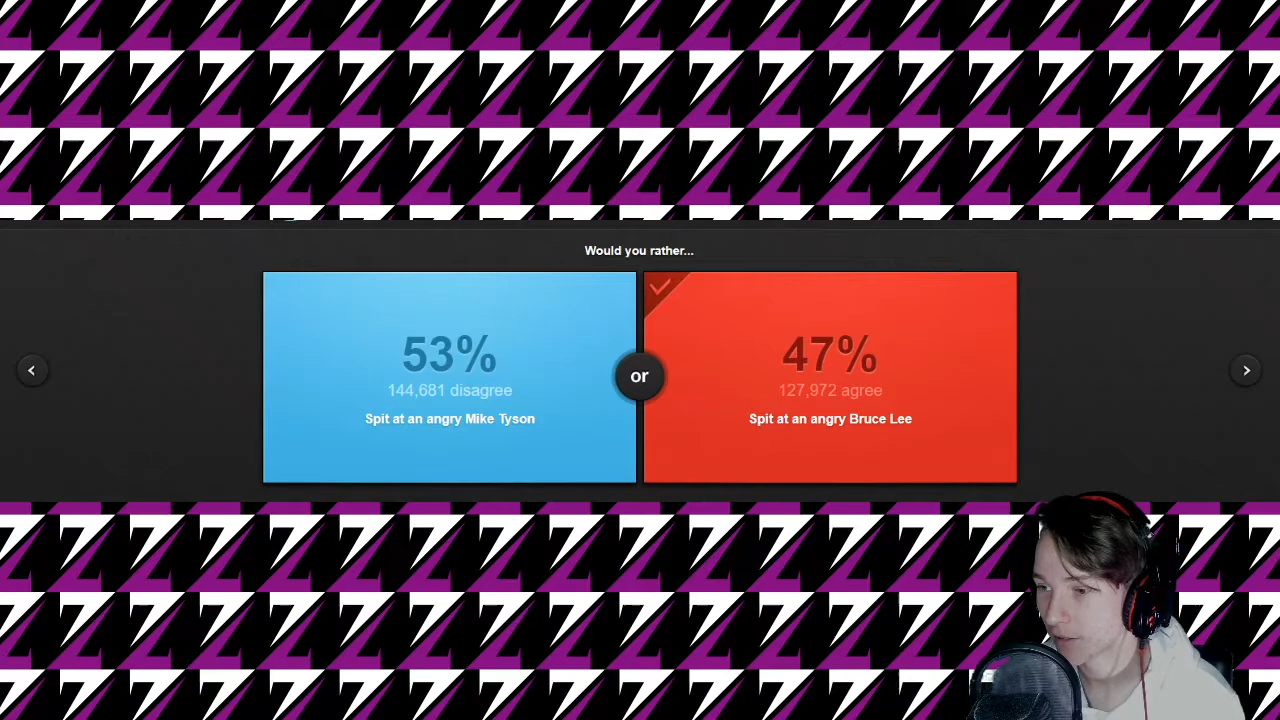 Would you rather...
53%
144,681 disagree
Spit at an angry Mike Tyson
or
47%
127,972 agree
Spit at an angry Bruce Lee